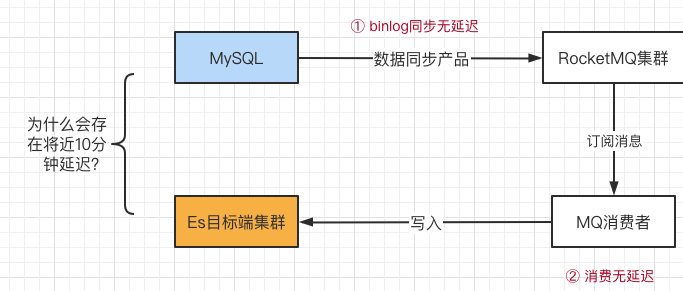 ① binlog同步无延迟
MySQL
数据同步产品
RocketMQ集群
为什么会存
在将近10分
钟延迟?
订阅消息
Es目标端集群
写入
MQ消费者
② 消费无延迟